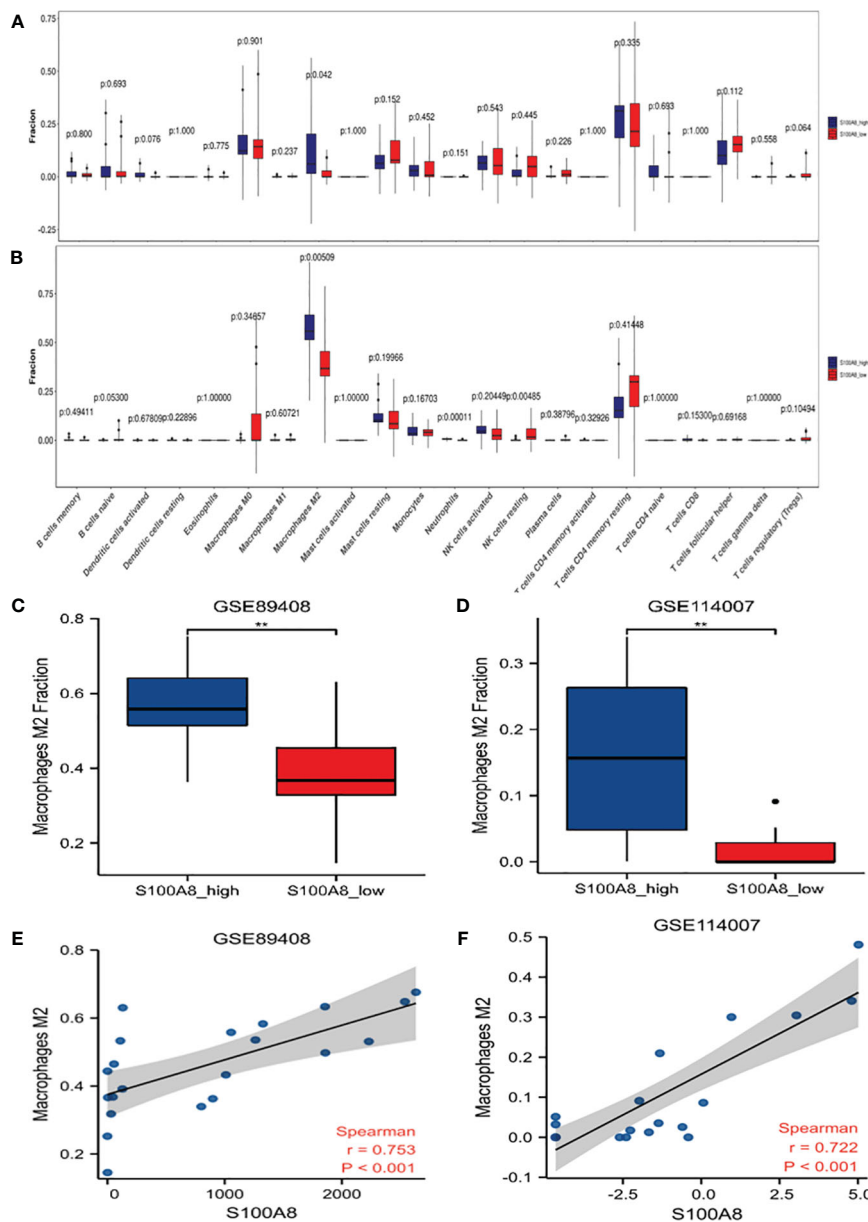 A
Fracion
0.75
0.50
0.25
0.00
-0.25
p:0.800
p:0.693
p:0.076
p:1.000
p:0.775
p:0.901
p:0.237
p:0.042
p:1.000
p:0.152
p:0.452
p:0.151
p:0.543
p:0.445
p:0.226
p:1.000
p:0.335
p:0.693
p:1.000
p:0.112
p:0.558
p:0.064
S100A8_high
S100A8_low
B
Fracion
0.75
0.50
0.25
0.00
p:0.49411
p:0.05300
p:0.67809
p:0.22896
p:1.00000
p:0.34657
p:0.60721
p:0.00509
p:1.00000
p:0.19966
p:0.16703
p:0.00011
p:0.20449
p:0.00485
p:0.38796
p:0.32926
p:0.41448
p:1.00000
p:0.15300
p:0.69168
p:1.00000
p:0.10494
S100A8_high
S100A8_low
B cells memory
B cells naive
Dendritic cells activated
Dendritic cells resting
Eosinophils
Macrophages M0
Macrophages M1
Macrophages M2
Mast cells activated
Mast cells resting
Monocytes
Neutrophils
NK cells activated
NK cells resting
Plasma cells
T cells CD4 memory activated
T cells CD4 memory resting
T cells CD4 naive
T cells CD8
T cells follicular helper
T cells gamma delta
T cells regulatory (Tregs)
C
GSE89408
Macrophages M2 Fraction
0.8
0.6
0.4
0.2
**
S100A8_high
S100A8_low
D
GSE114007
Macrophages M2 Fraction
0.3
0.2
0.1
0.0
**
S100A8_high
S100A8_low
E
GSE89408
Macrophages M2
0.8
0.6
0.4
0.2
Spearman
r = 0.753
P < 0.001
0
1000
2000
S100A8
F
GSE114007
Macrophages M2
0.5
0.4
0.3
0.2
0.1
0.0
-0.1
Spearman
r = 0.722
P < 0.001
-2.5
0.0
2.5
5.0
S100A8